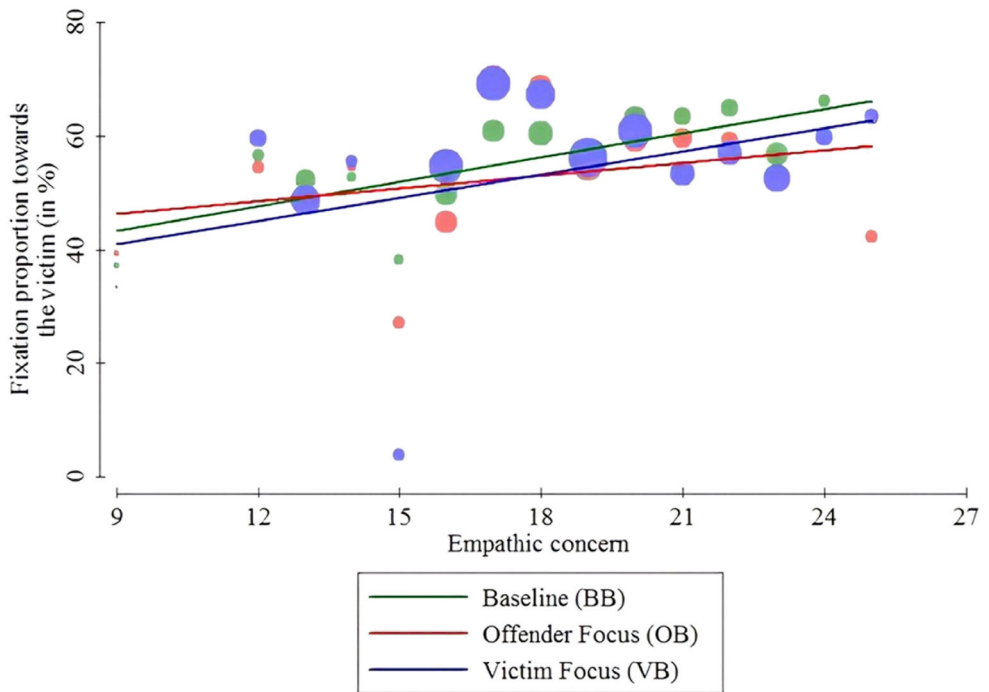 80
60
40
20
0
Fixation proportion towards
the victim (in %)
9 12 15 18 21 24 27
Empathic concern
Baseline (BB)
Offender Focus (OB)
Victim Focus (VB)